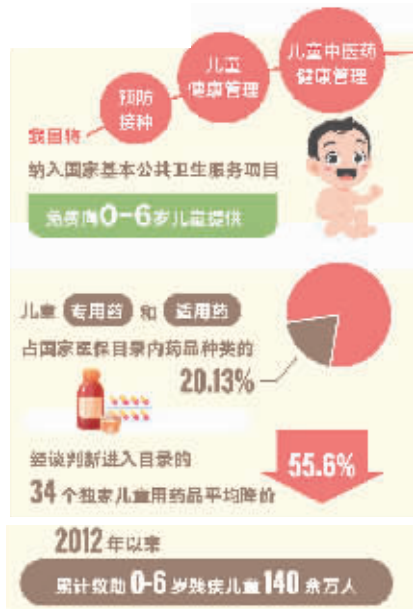 儿童中医药
健康管理
儿童
健康管理
预防
接种
我国将
纳入国家基本公共卫生服务项目
免费向0-6岁儿童提供
儿童 专用药 和 适用药
占国家医保目录内药品种类的
20.13%
经谈判新进入目录的
34个独家儿童用药品平均降价
55.6%
2012年以来
累计救助0-6岁残疾儿童140余万人